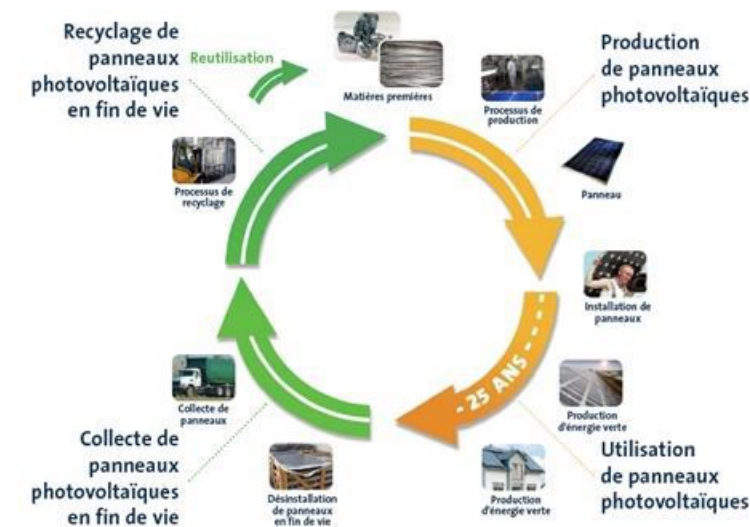 Recyclage de
panneaux
photovoltaïques
en fin de vie
Reutilisation
Matières premières
Processus de
production
Production
de panneaux
photovoltaïques
Panneau
Processus de
recyclage
Installation de
panneaux
- 25 ANS -
Production
d'énergie verte
Utilisation
de panneaux
photovoltaïques
Production
d'énergie verte
Désinstallation
de panneaux
en fin de vie
Collecte de
panneaux
Collecte de
panneaux
photovoltaïques
en fin de vie